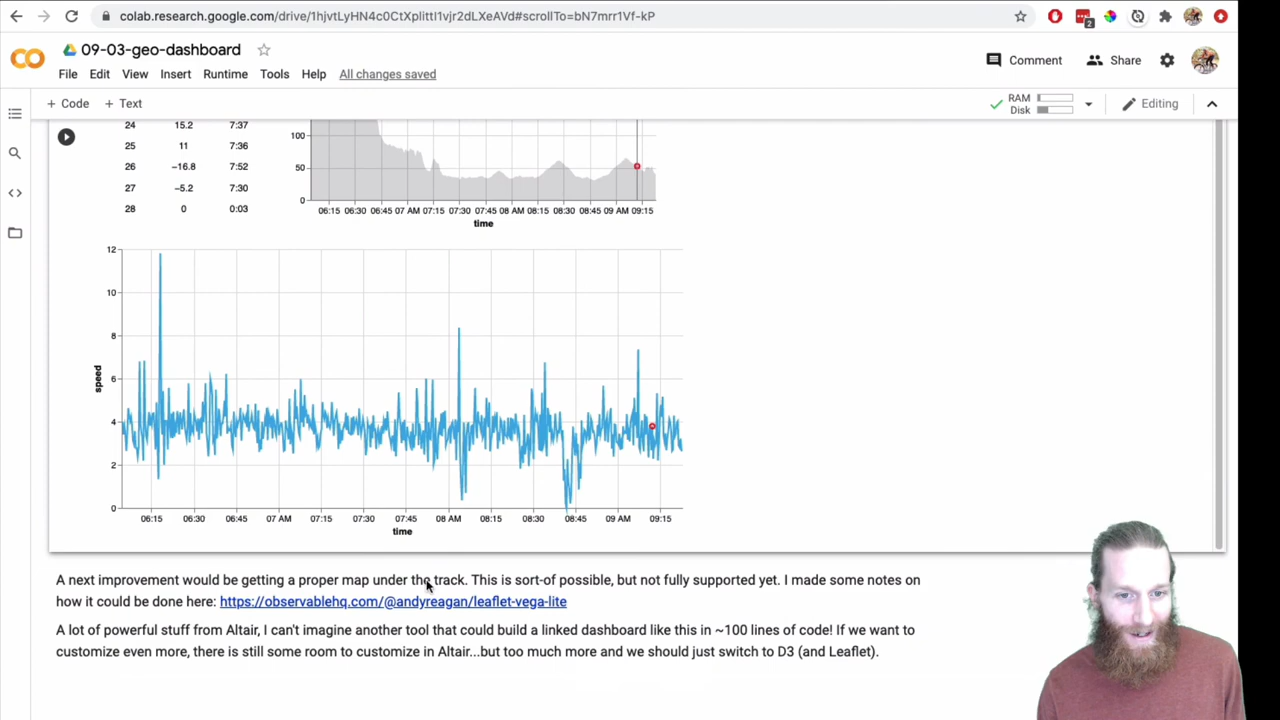 colab.research.google.com/drive/1hjvtLyHN4c0CtXplittI1vjr2dLXeAVd#scrollTo=bN7mrr1Vf-kP
2
09-03-geo-dashboard
File Edit View Insert Runtime Tools Help All changes saved
Comment
Share
+ Code + Text
RAM
Disk
Editing
24 15.2 7:37
25 11 7:36
26 −16.8 7:52
27 −5.2 7:30
28 0 0:03
100
50
0
06:15 06:30 06:45 07 AM 07:15 07:30 07:45 08 AM 08:15 08:30 08:45 09 AM 09:15
time
12
10
8
6
4
2
0
speed
06:15 06:30 06:45 07 AM 07:15 07:30 07:45 08 AM 08:15 08:30 08:45 09 AM 09:15
time
A next improvement would be getting a proper map under the track. This is sort-of possible, but not fully supported yet. I made some notes on
how it could be done here: https://observablehq.com/@andyreagan/leaflet-vega-lite
A lot of powerful stuff from Altair, I can't imagine another tool that could build a linked dashboard like this in ~100 lines of code! If we want to
customize even more, there is still some room to customize in Altair...but too much more and we should just switch to D3 (and Leaflet).